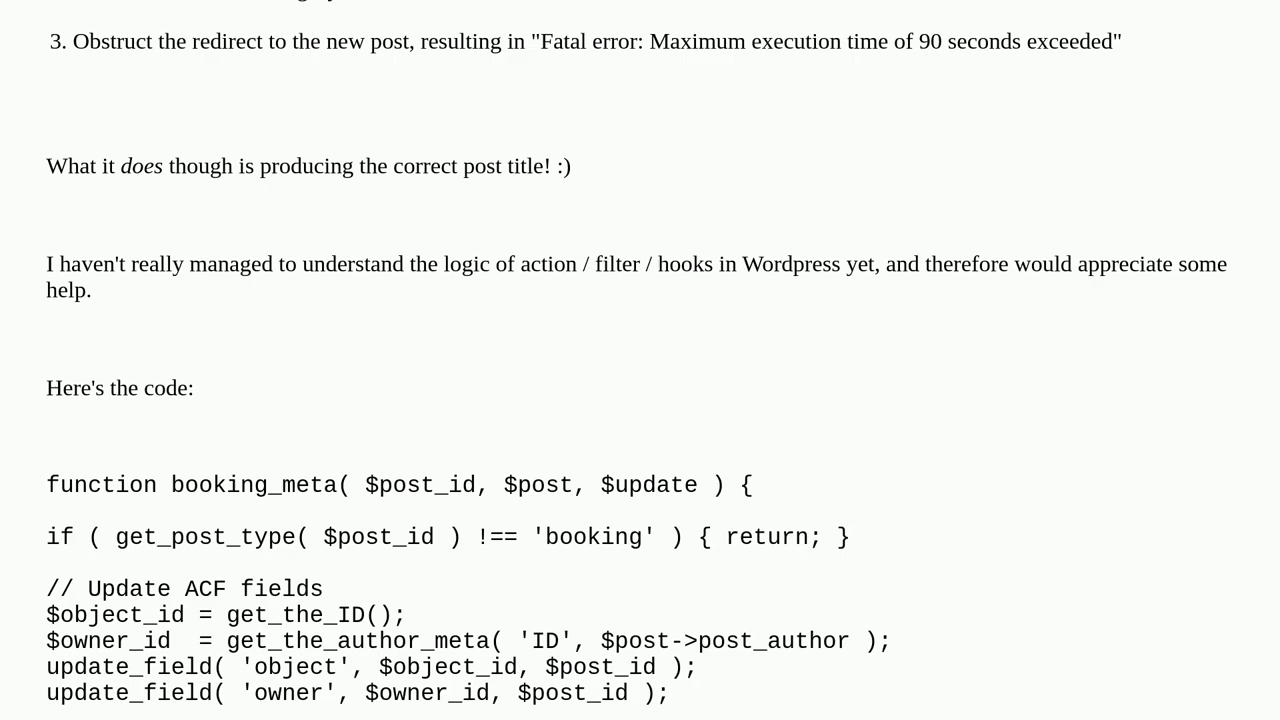 3. Obstruct the redirect to the new post, resulting in "Fatal error: Maximum execution time of 90 seconds exceeded"
What it does though is producing the correct post title! :)
I haven't really managed to understand the logic of action / filter / hooks in Wordpress yet, and therefore would appreciate some
help.
Here's the code:
function booking_meta( $post_id, $post, $update ) {
if ( get_post_type( $post_id ) !== 'booking' ) { return; }
// Update ACF fields
$object_id = get_the_ID();
$owner_id  = get_the_author_meta( 'ID', $post->post_author );
update_field( 'object', $object_id, $post_id );
update_field( 'owner', $owner_id, $post_id );